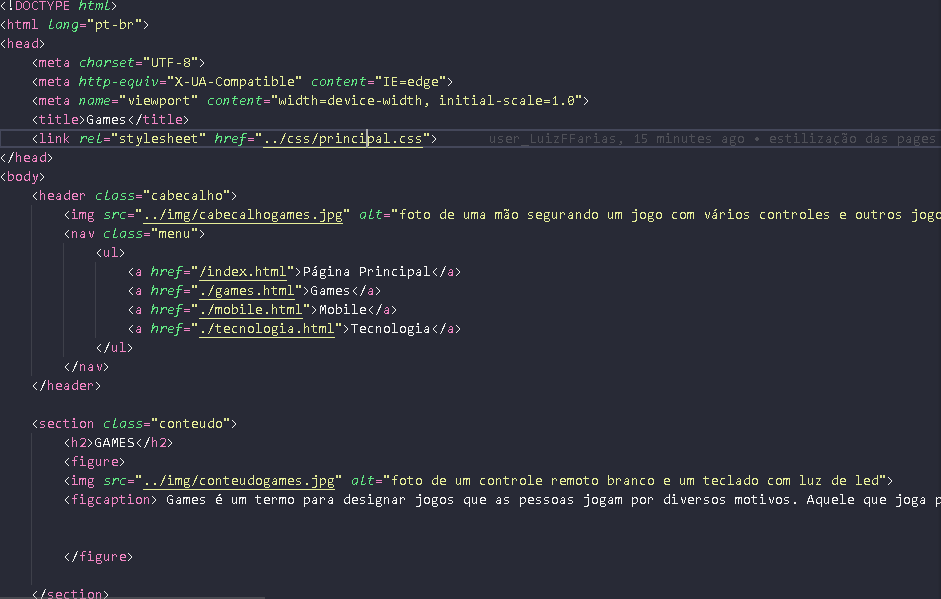 <!DOCTYPE html>
<html lang="pt-br">
<head>
<meta charset="UTF-8">
<meta http-equiv="X-UA-Compatible" content="IE=edge">
<meta name="viewport" content="width=device-width, initial-scale=1.0">
<title>Games</title>
<link rel="stylesheet" href="../css/principal.css"> user_LuizFFarias, 15 minutes ago • estilização das pages
</head>
<body>
<header class="cabecalho">
<img src="../img/cabecalhogames.jpg" alt="foto de uma mão segurando um jogo com vários controles e outros jogo
<nav class="menu">
<ul>
<a href="/index.html">Página Principal</a>
<a href="./games.html">Games</a>
<a href="./mobile.html">Mobile</a>
<a href="./tecnologia.html">Tecnologia</a>
</ul>
</nav>
</header>
<section class="conteudo">
<h2>GAMES</h2>
<figure>
<img src="../img/conteudogames.jpg" alt="foto de um controle remoto branco e um teclado com luz de led">
<figcaption> Games é um termo para designar jogos que as pessoas jogam por diversos motivos. Aquele que joga p
</figure>
</section>